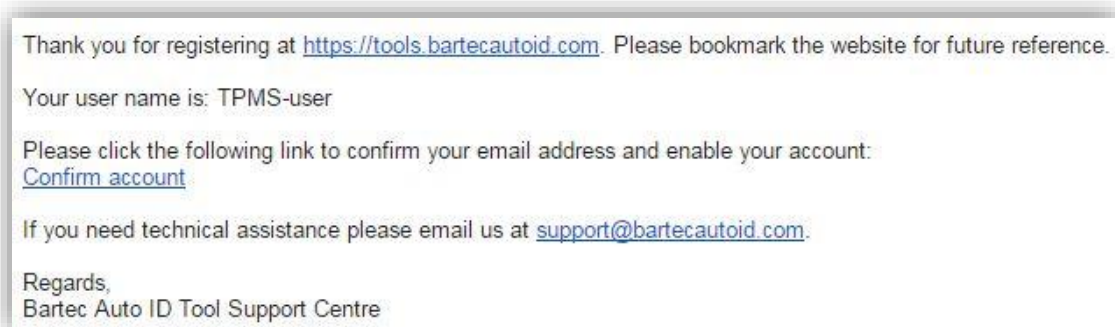 Thank you for registering at https://tools.bartecautoid.com. Please bookmark the website for future reference.
Your user name is: TPMS-user
Please click the following link to confirm your email address and enable your account:
Confirm account
If you need technical assistance please email us at support@bartecautoid.com.
Regards,
Bartec Auto ID Tool Support Centre